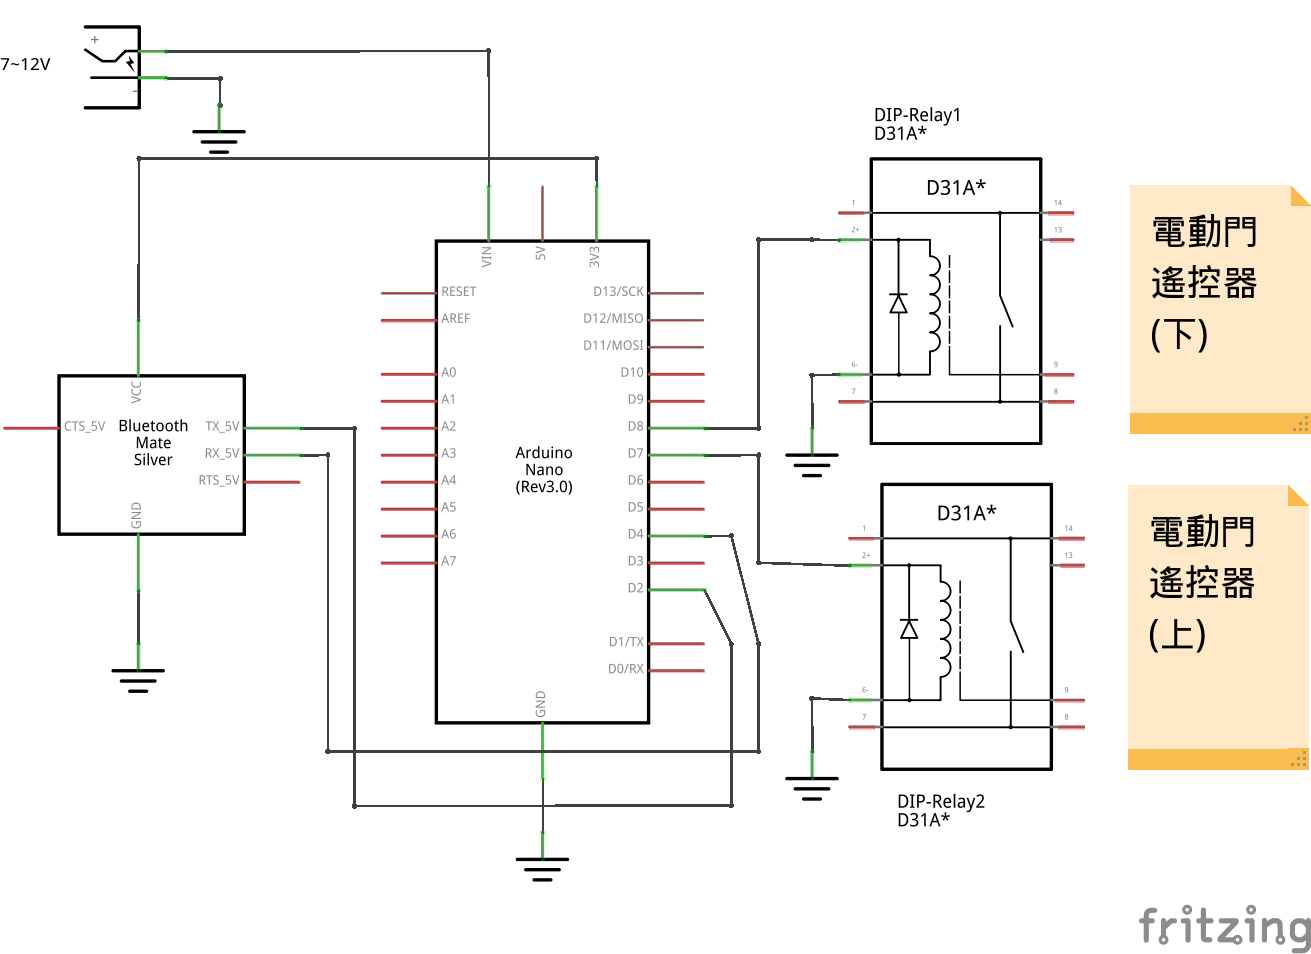 +
7~12V
-
DIP-Relay1
D31A*
D31A*
1
14
2+
13
6-
9
7
8
電動門
遙控器
(下)
VIN
5V
3V3
RESET
D13/SCK
AREF
D12/MISO
D11/MOSI
A0
D10
A1
D9
A2
D8
A3
D7
A4
D6
A5
D5
A6
D4
A7
D3
D2
D1/TX
D0/RX
GND
Arduino
Nano
(Rev3.0)
VCC
CTS_5V
Bluetooth
Mate
Silver
TX_5V
RX_5V
RTS_5V
GND
D31A*
1
14
2+
13
6-
9
7
8
DIP-Relay2
D31A*
電動門
遙控器
(上)
fritzing